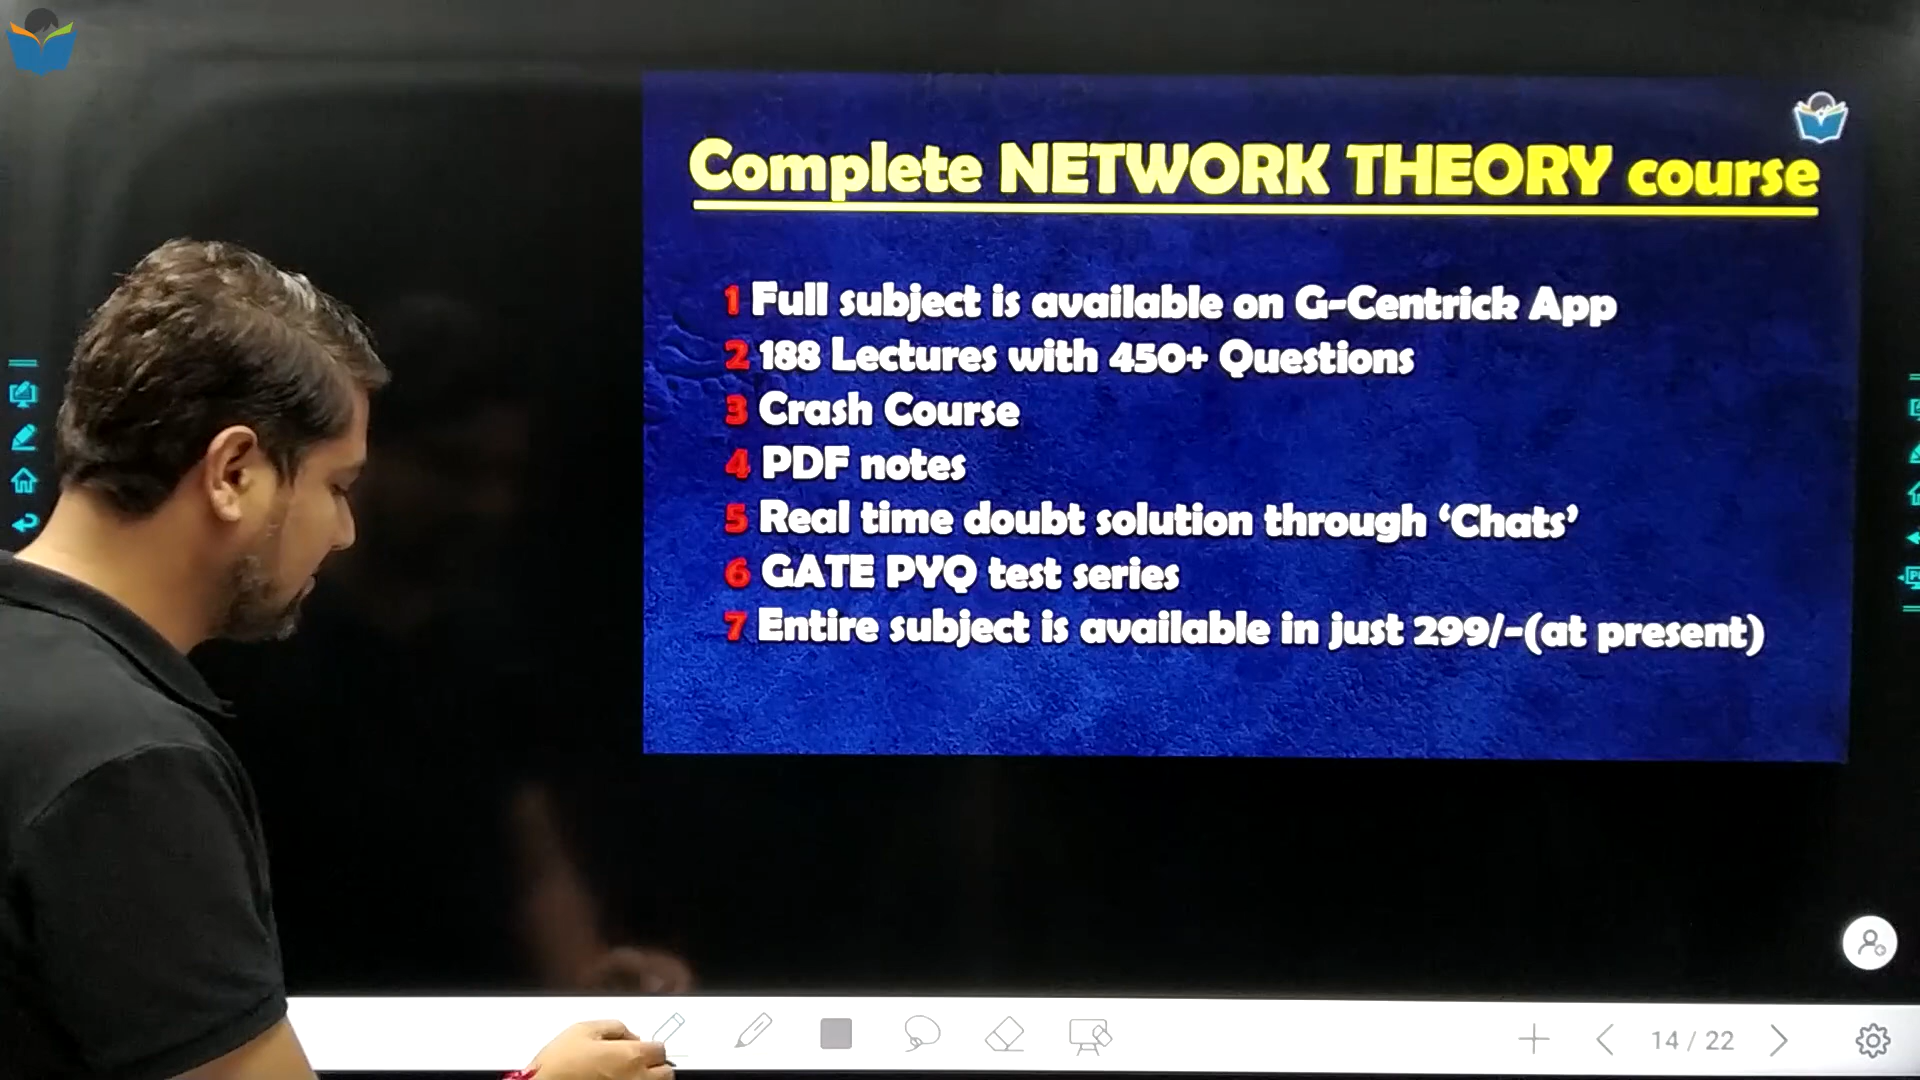 Complete NETWORK THEORY course
1 Full subject is available on G-Centrick App
2 188 Lectures with 450+ Questions
3 Crash Course
4 PDF notes
5 Real time doubt solution through ‘Chats’
6 GATE PYQ test series
7 Entire subject is available in just 299/-(at present)
14 / 22